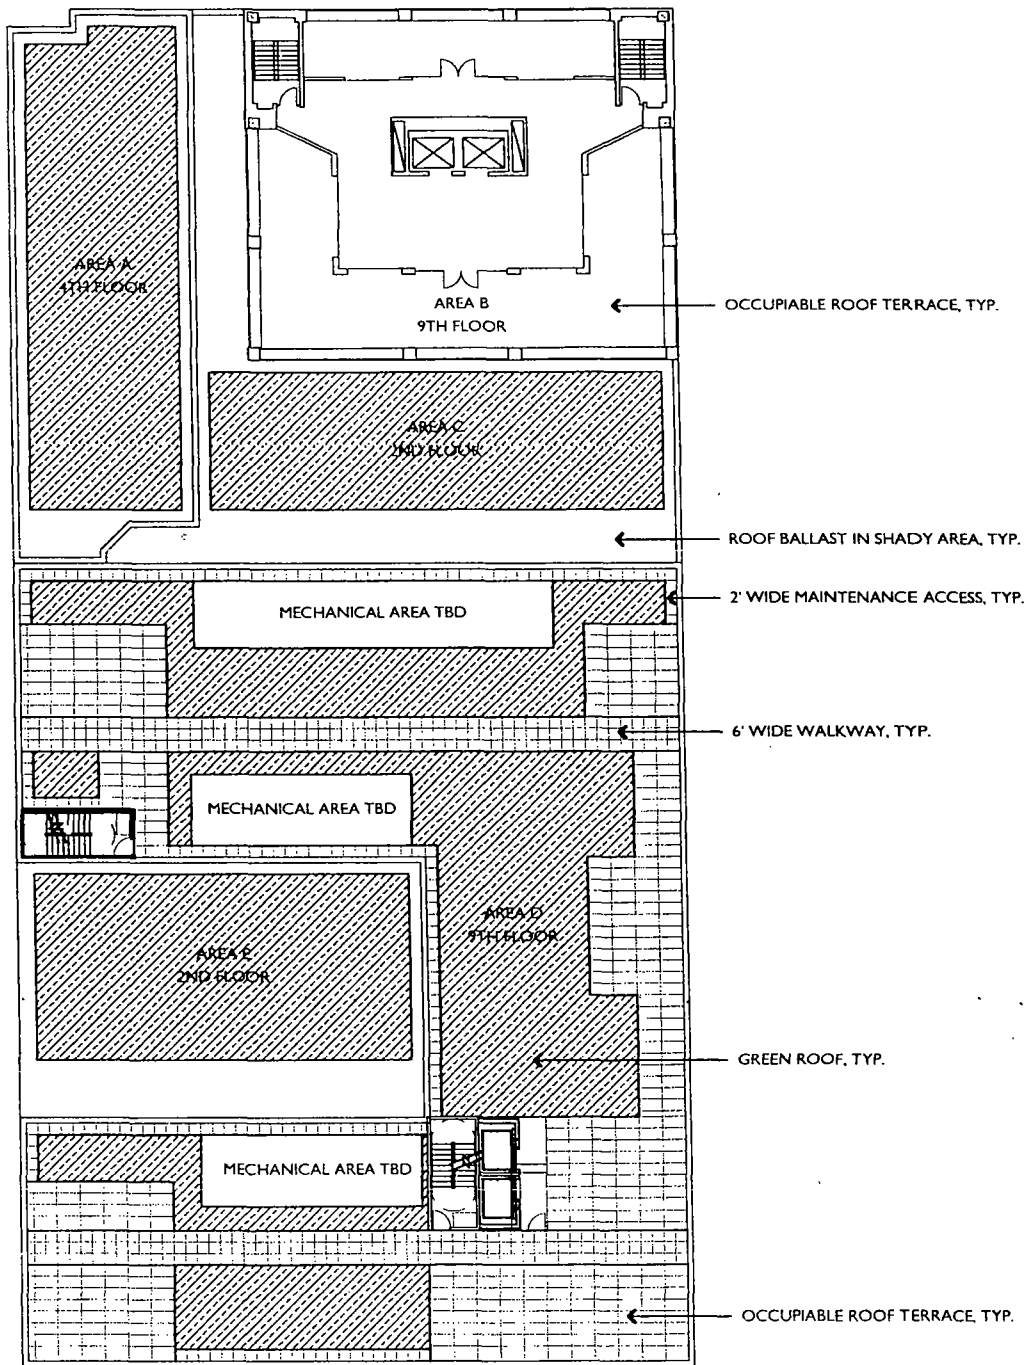 AREA A
4TH FLOOR
AREA B
9TH FLOOR
OCCUPIABLE ROOF TERRACE, TYP.
AREA C
2ND FLOOR
ROOF BALLAST IN SHADY AREA, TYP.
MECHANICAL AREA TBD
2' WIDE MAINTENANCE ACCESS, TYP.
6' WIDE WALKWAY, TYP.
MECHANICAL AREA TBD
AREA D
9TH FLOOR
AREA E
2ND FLOOR
GREEN ROOF, TYP.
MECHANICAL AREA TBD
OCCUPIABLE ROOF TERRACE, TYP.